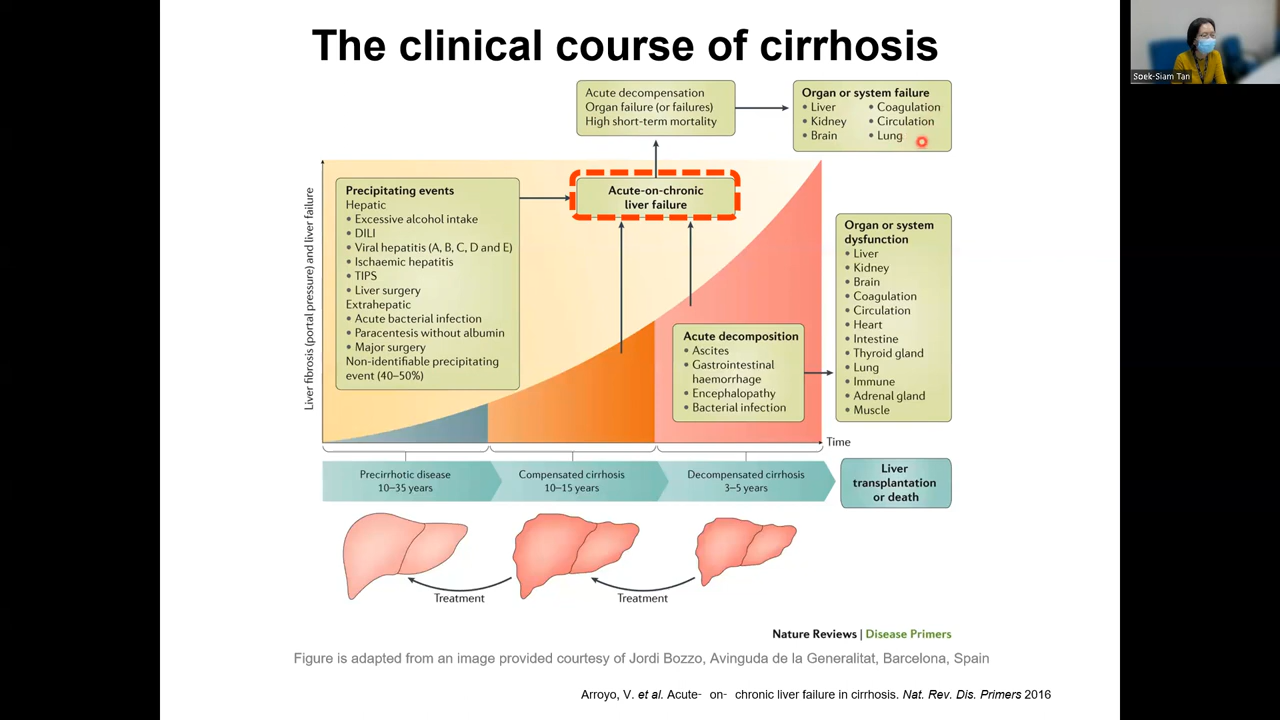 The clinical course of cirrhosis
Soek-Siam Tan
Acute decompensation
Organ failure (or failures)
High short-term mortality
Organ or system failure
• Liver
• Kidney
• Brain
• Coagulation
• Circulation
• Lung
Liver fibrosis (portal pressure) and liver failure
Precipitating events
Hepatic
• Excessive alcohol intake
• DILI
• Viral hepatitis (A, B, C, D and E)
• Ischaemic hepatitis
• TIPS
• Liver surgery
Extrahepatic
• Acute bacterial infection
• Paracentesis without albumin
• Major surgery
Non-identifiable precipitating
event (40–50%)
Acute-on-chronic
liver failure
Acute decomposition
• Ascites
• Gastrointestinal
haemorrhage
• Encephalopathy
• Bacterial infection
Organ or system
dysfunction
• Liver
• Kidney
• Brain
• Coagulation
• Circulation
• Heart
• Intestine
• Thyroid gland
• Lung
• Immune
• Adrenal gland
• Muscle
Time
Precirrhotic disease
10–35 years
Compensated cirrhosis
10–15 years
Decompensated cirrhosis
3–5 years
Liver
transplantation
or death
Treatment
Treatment
Nature Reviews | Disease Primers
Figure is adapted from an image provided courtesy of Jordi Bozzo, Avinguda de la Generalitat, Barcelona, Spain
Arroyo, V. et al. Acute- on- chronic liver failure in cirrhosis. Nat. Rev. Dis. Primers 2016